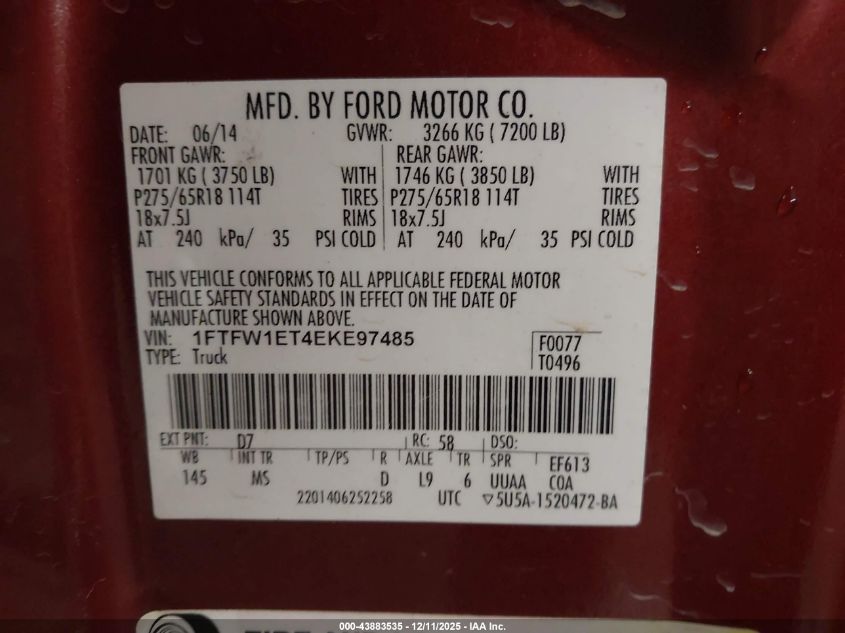 MFD. BY FORD MOTOR CO.
DATE: 06/14 GVWR: 3266 KG ( 7200 LB)
FRONT GAWR: REAR GAWR:
1701 KG ( 3750 LB) WITH 1746 KG ( 3850 LB) WITH
P275/65R18 114T TIRES P275/65R18 114T TIRES
18x7.5J RIMS 18x7.5J RIMS
AT 240 kPa/ 35 PSI COLD AT 240 kPa/ 35 PSI COLD
THIS VEHICLE CONFORMS TO ALL APPLICABLE FEDERAL MOTOR
VEHICLE SAFETY STANDARDS IN EFFECT ON THE DATE OF
MANUFACTURE SHOWN ABOVE.
VIN: 1FTFW1ET4EKE97485 F0077
TYPE: Truck T0496
EXT PNT: D7 RC: 58 DSO:
WB INT TR TP/PS R AXLE TR SPR EF613
145 MS D L9 6 UUAA COA
2201406252258 UTC ▽5U5A-1520472-BA
000-43883535 - 12/11/2025 - IAA Inc.